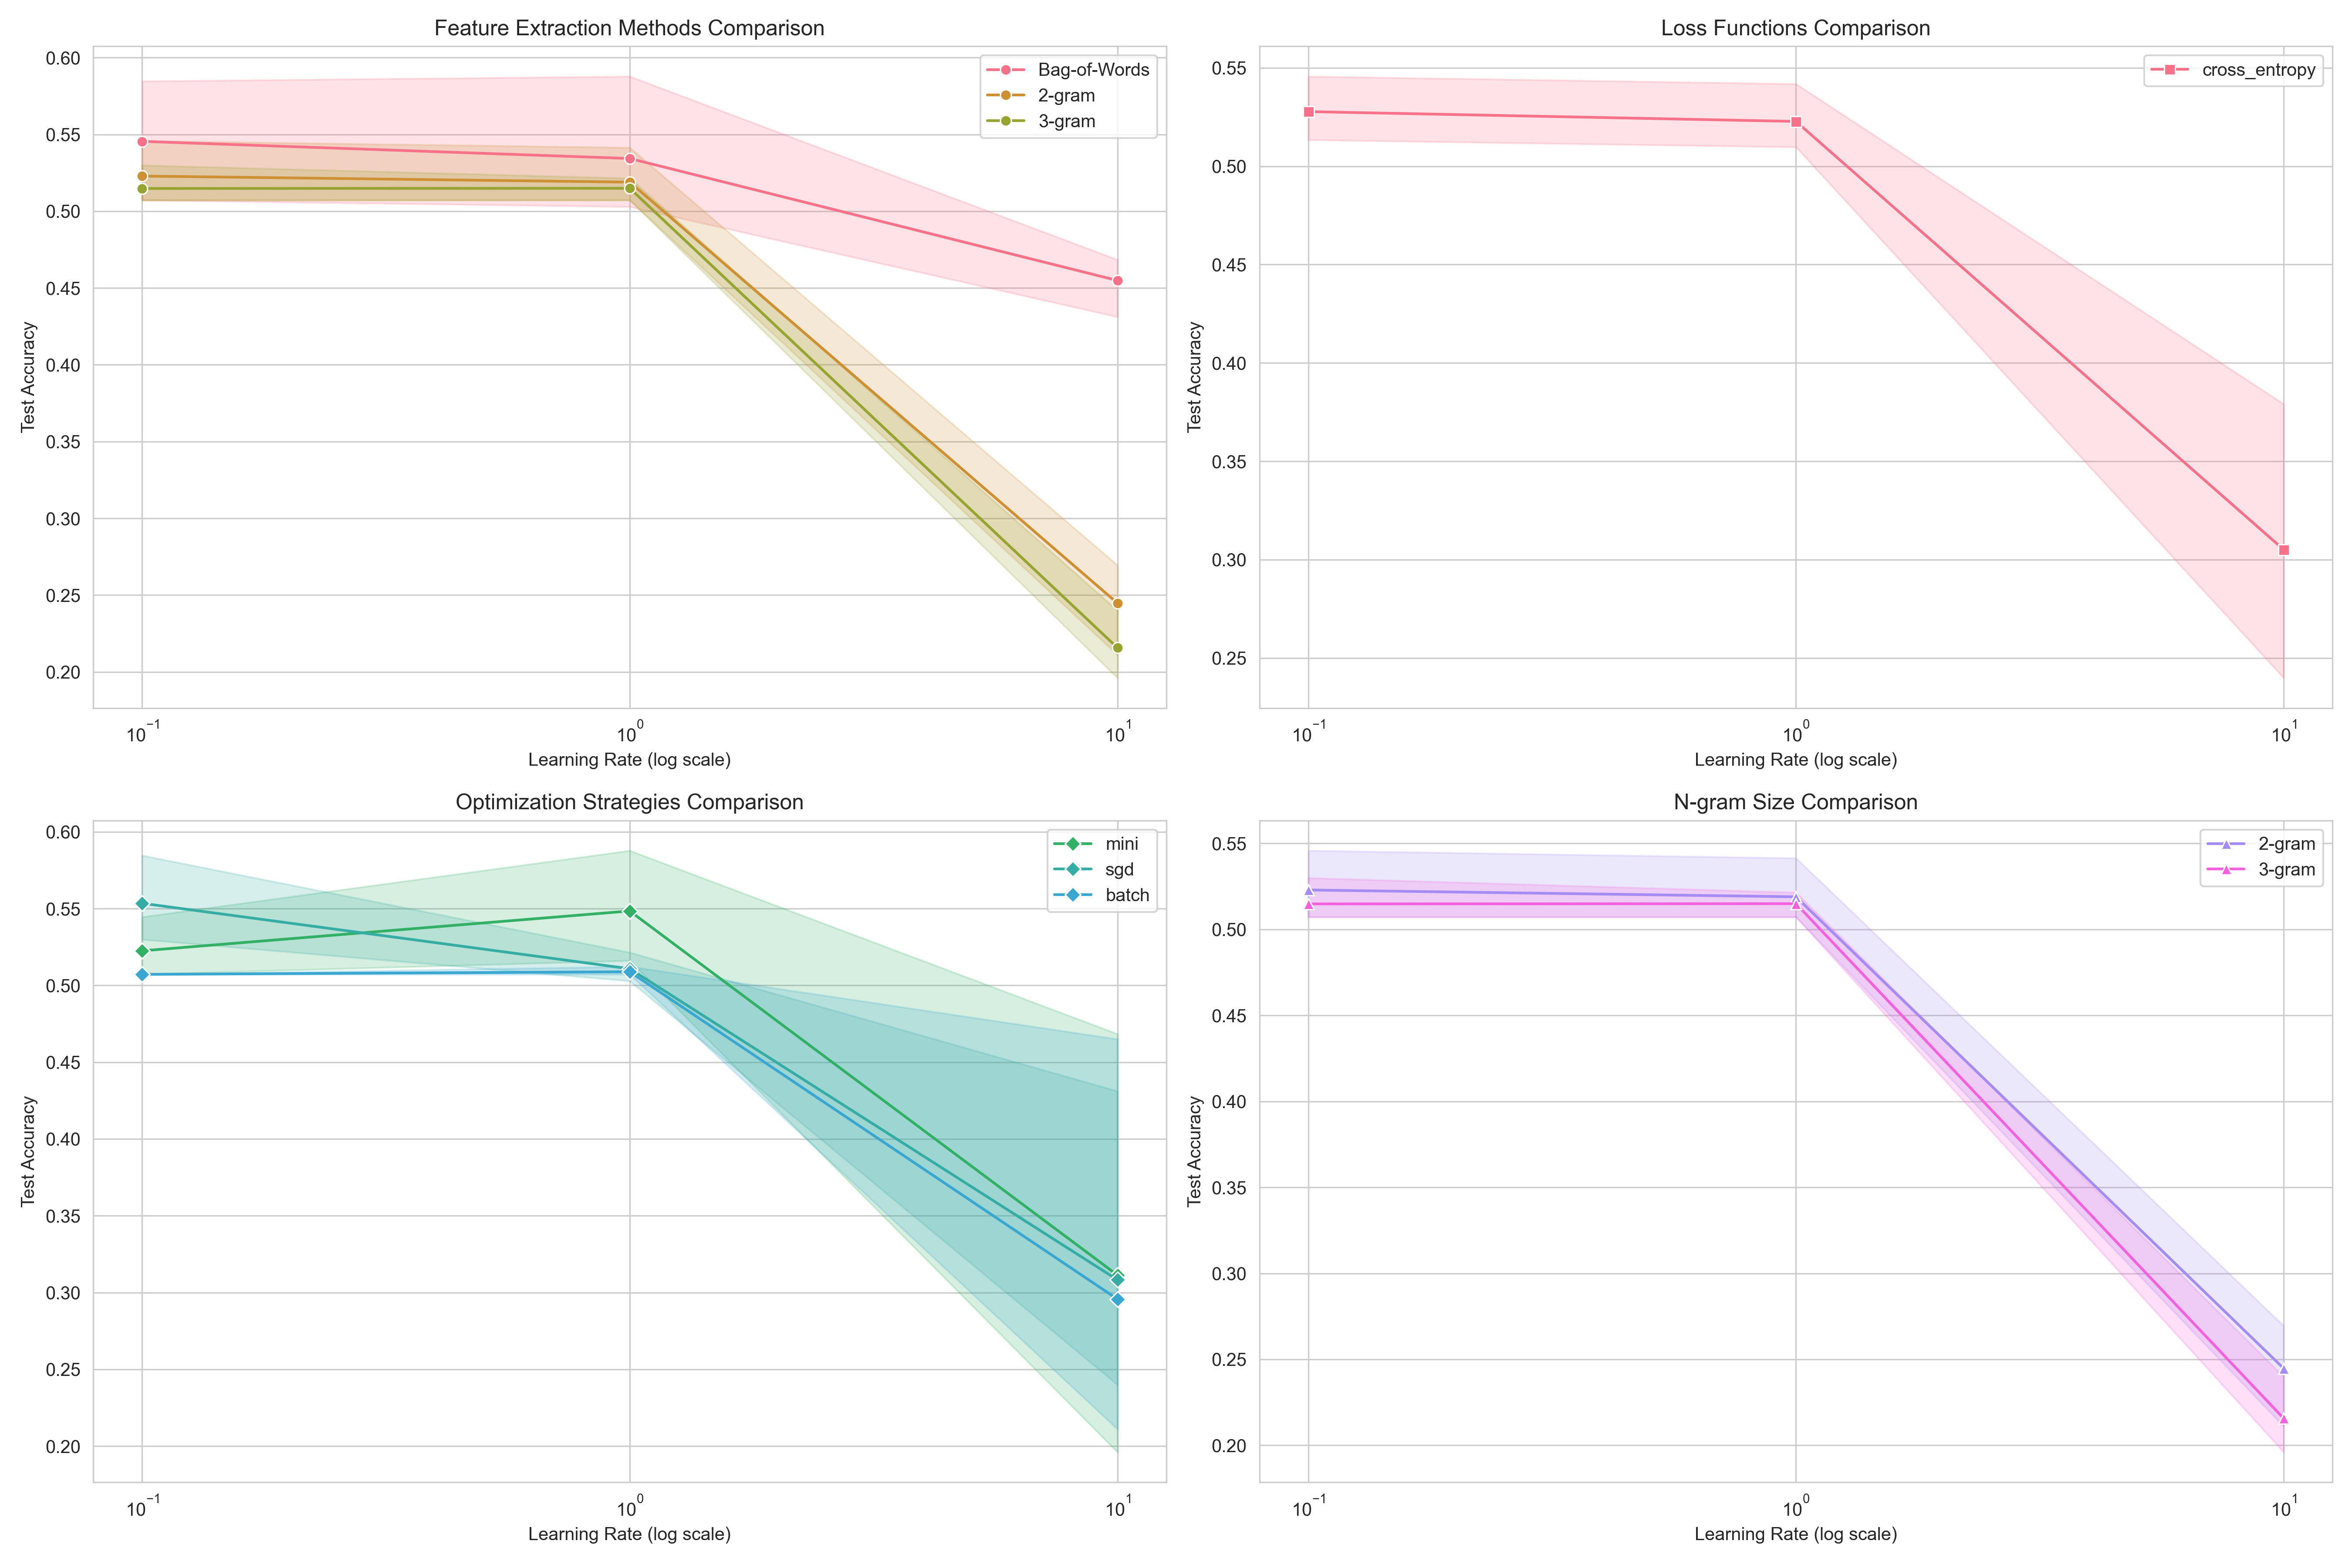 Feature Extraction Methods Comparison
0.60
0.55
0.50
0.45
0.40
0.35
0.30
0.25
0.20
Test Accuracy
Bag-of-Words
2-gram
3-gram
10⁻¹
10⁰
10¹
Learning Rate (log scale)
Loss Functions Comparison
0.55
0.50
0.45
0.40
0.35
0.30
0.25
Test Accuracy
cross_entropy
10⁻¹
10⁰
10¹
Learning Rate (log scale)
Optimization Strategies Comparison
0.60
0.55
0.50
0.45
0.40
0.35
0.30
0.25
0.20
Test Accuracy
mini
sgd
batch
10⁻¹
10⁰
10¹
Learning Rate (log scale)
N-gram Size Comparison
0.55
0.50
0.45
0.40
0.35
0.30
0.25
0.20
Test Accuracy
2-gram
3-gram
10⁻¹
10⁰
10¹
Learning Rate (log scale)